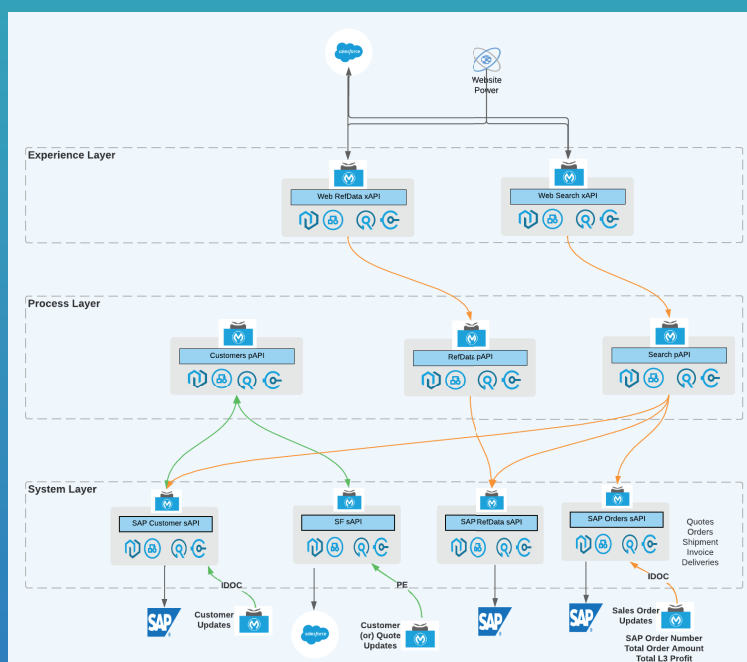 salesforce
Website
Power
Experience Layer
Web RefData xAPI
Web Search xAPI
Process Layer
Customers pAPI
RefData pAPI
Search pAPI
System Layer
SAP Customer sAPI
SF sAPI
SAP RefData sAPI
SAP Orders sAPI
Quotes
Orders
Shipment
Invoice
Deliveries
IDOC
PE
IDOC
SAP
Customer
Updates
salesforce
Customer
(or) Quote
Updates
SAP
SAP
Sales Order
Updates
SAP Order Number
Total Order Amount
Total L3 Profit